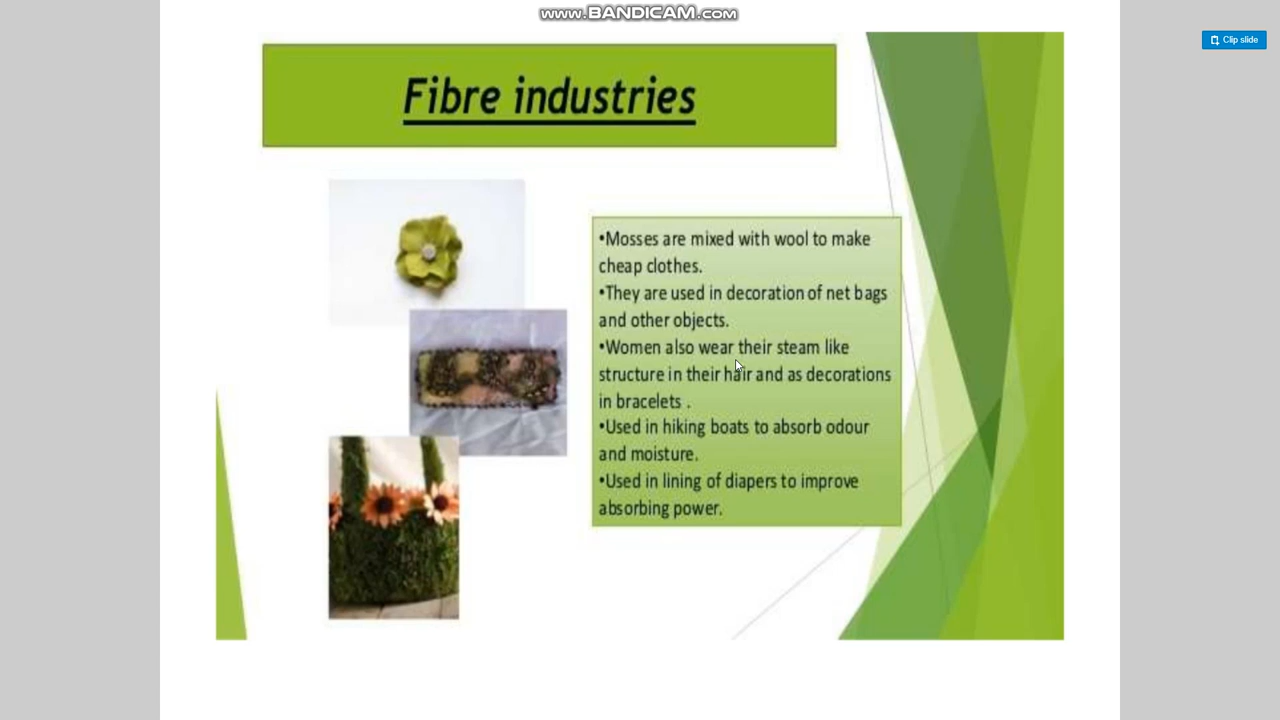 www.BANDICAM.com
Clip slide
Fibre industries
•Mosses are mixed with wool to make
cheap clothes.
•They are used in decoration of net bags
and other objects.
•Women also wear their steam like
structure in their hair and as decorations
in bracelets .
•Used in hiking boats to absorb odour
and moisture.
•Used in lining of diapers to improve
absorbing power.